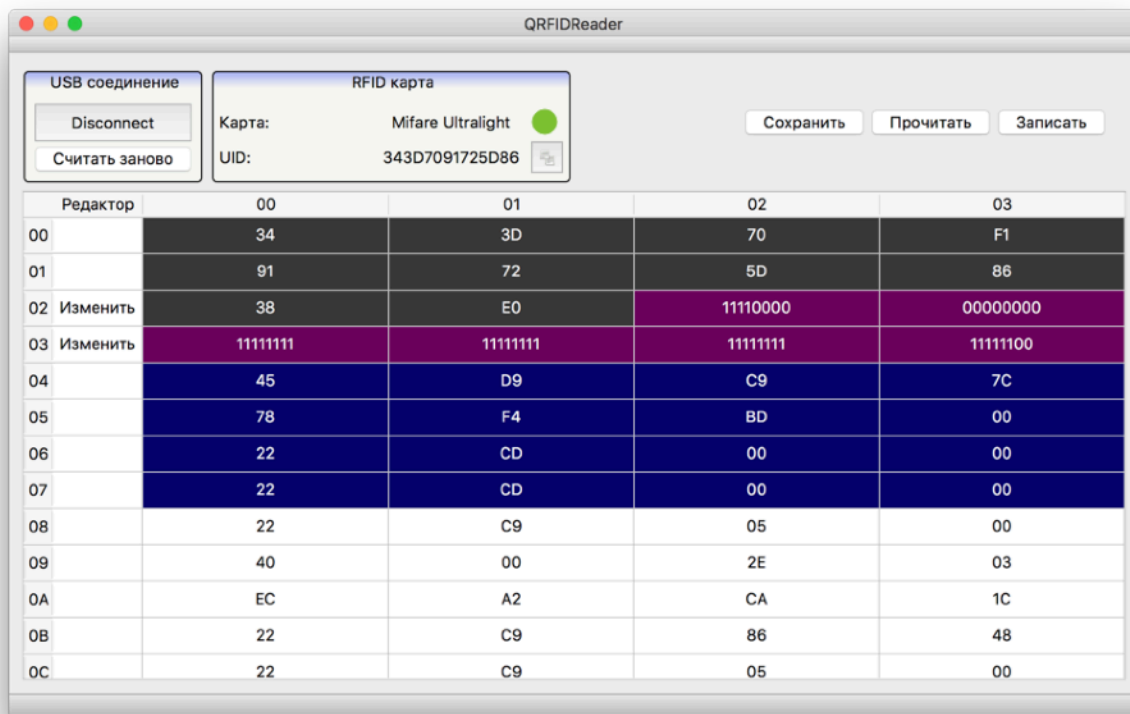 QRFIDReader
USB соединение
Disconnect
Считать заново
RFID карта
Карта: Mifare Ultralight
UID: 343D7091725D86
Сохранить Прочитать Записать
Редактор 00 01 02 03
00 34 3D 70 F1
01 91 72 5D 86
02 Изменить 38 E0 11110000 00000000
03 Изменить 11111111 11111111 11111111 11111100
04 45 D9 C9 7C
05 78 F4 BD 00
06 22 CD 00 00
07 22 CD 00 00
08 22 C9 05 00
09 40 00 2E 03
0A EC A2 CA 1C
0B 22 C9 86 48
0C 22 C9 05 00